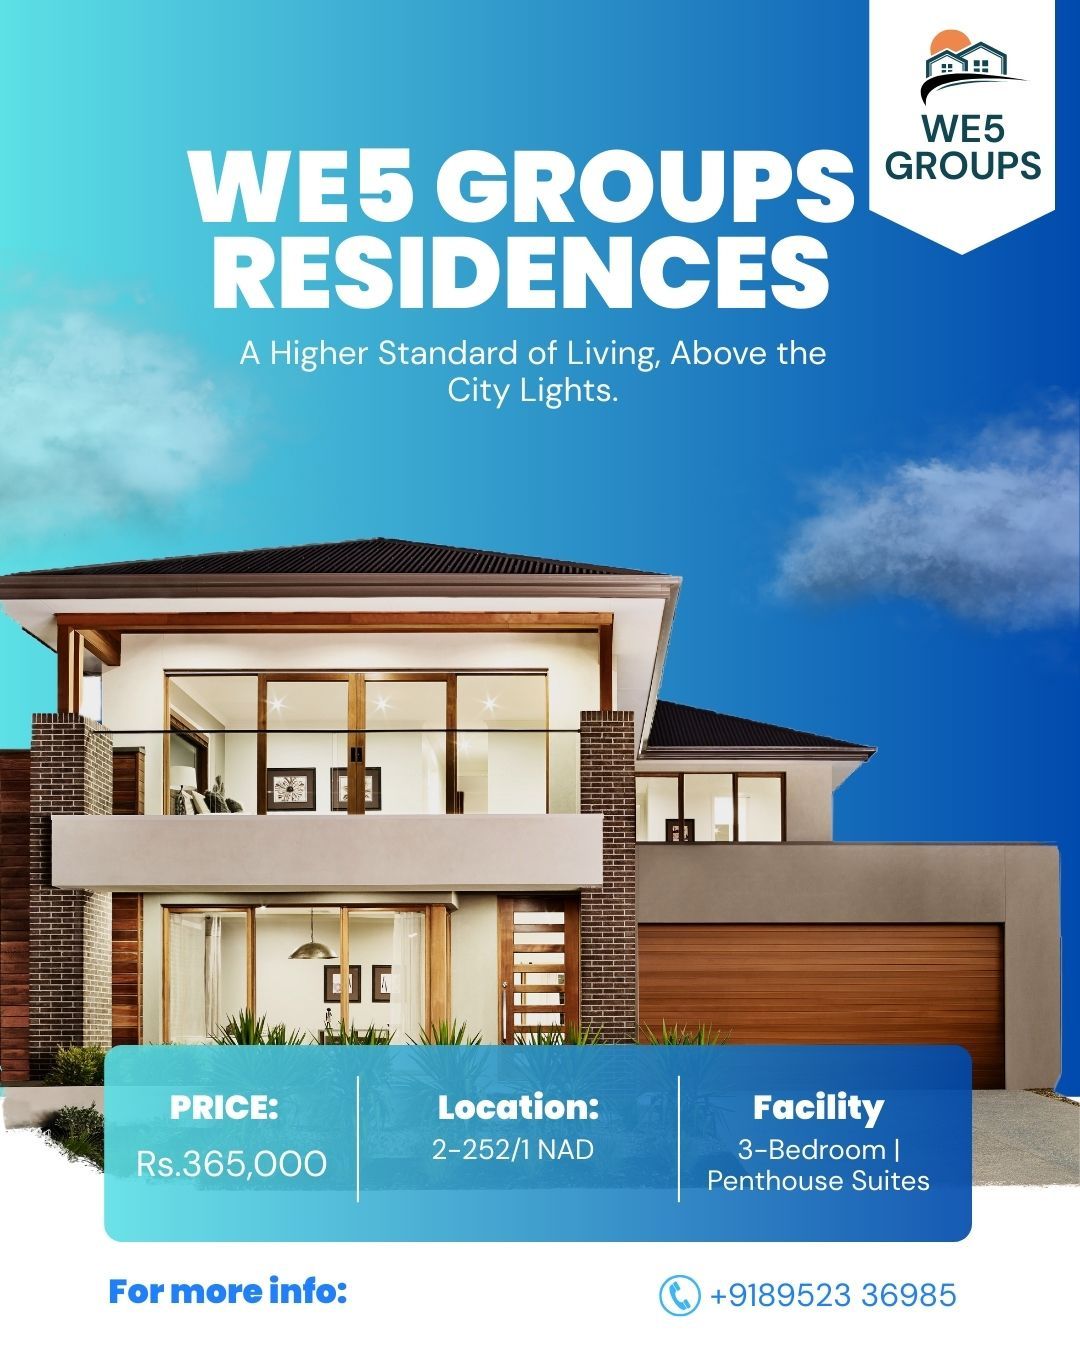 WE5
GROUPS
WE5 GROUPS
RESIDENCES
A Higher Standard of Living, Above the
City Lights.
PRICE:
Rs.365,000
Location:
2-252/1 NAD
Facility
3-Bedroom |
Penthouse Suites
For more info:
+9189523 36985